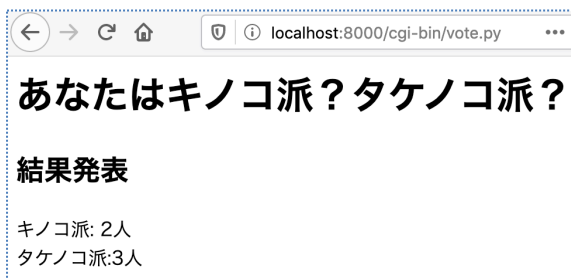 localhost:8000/cgi-bin/vote.py
あなたはキノコ派？タケノコ派？
結果発表
キノコ派: 2人
タケノコ派:3人